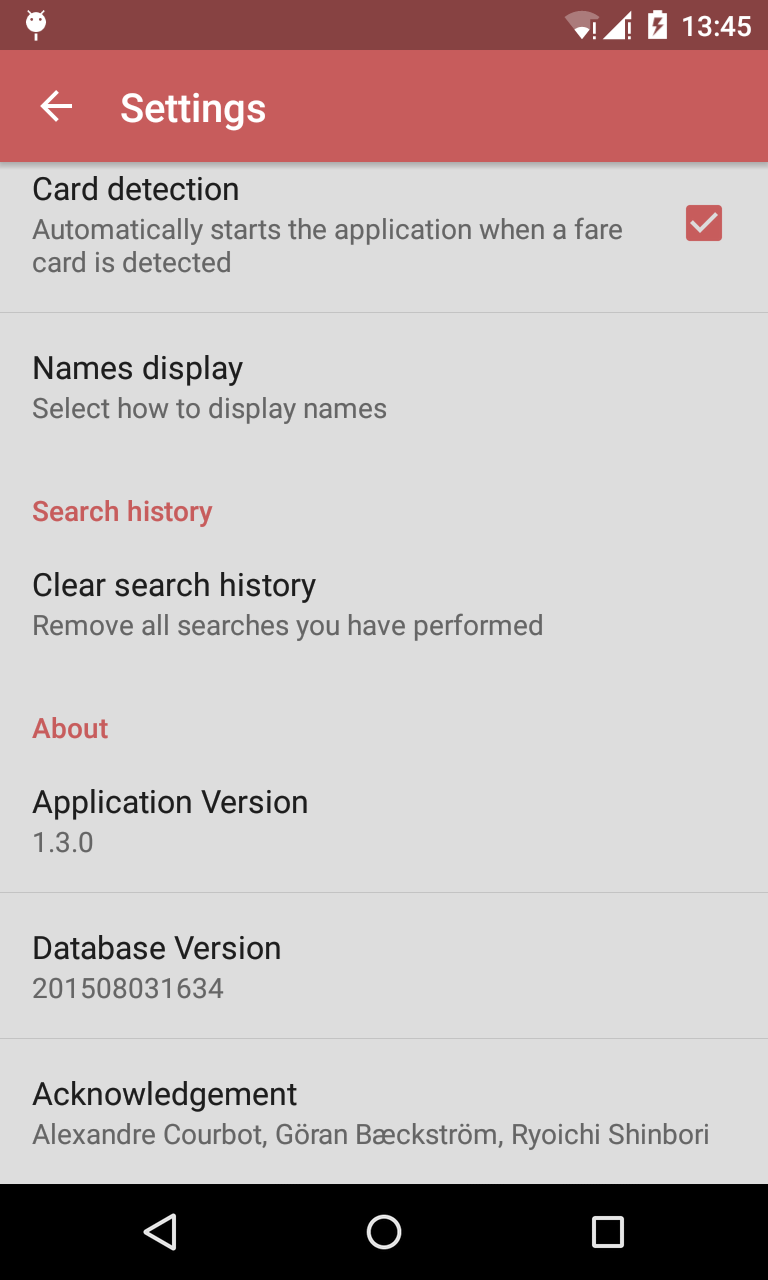 13:45
Settings
Card detection
Automatically starts the application when a fare
card is detected
Names display
Select how to display names
Search history
Clear search history
Remove all searches you have performed
About
Application Version
1.3.0
Database Version
201508031634
Acknowledgement
Alexandre Courbot, Göran Bæckström, Ryoichi Shinbori